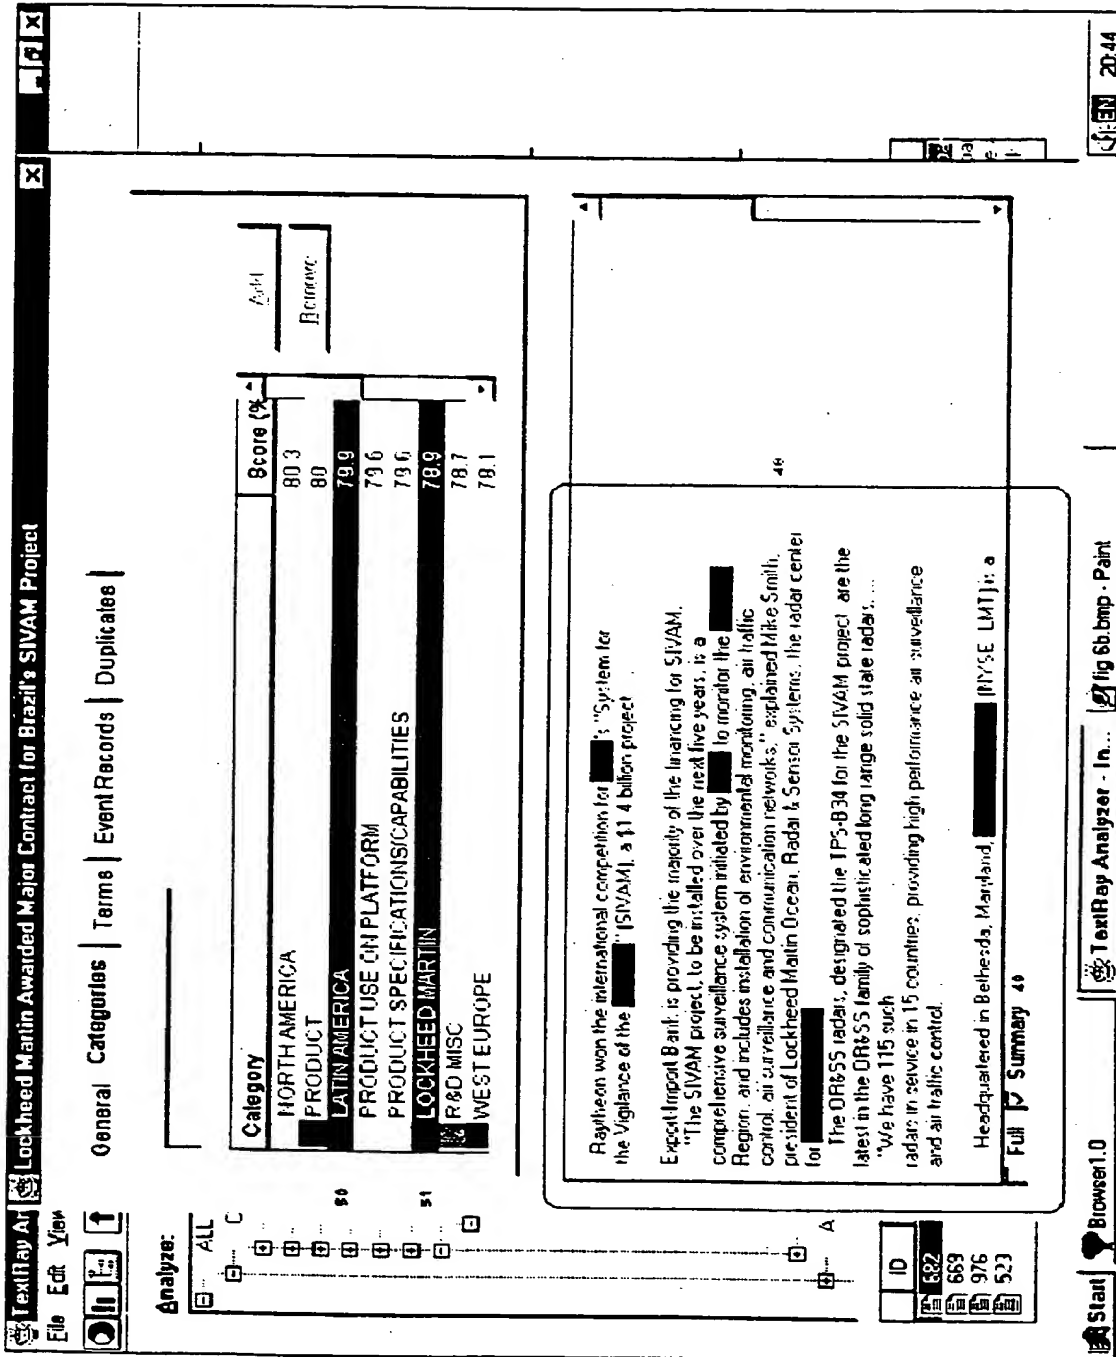 TextRay An
Lockheed Martin Awarded Major Contract for Brazil's SIVAM Project
File Edit View
General Categories Terms Event Records Duplicates
Analyze:
ALL
C
A
Category Score (%
NORTH AMERICA 80.3
PRODUCT 80
LATIN AMERICA 79.9
PRODUCT USE ON PLATFORM 79.6
PRODUCT SPECIFICATIONS/CAPABILITIES 79.6
LOCKHEED MARTIN 78.9
R&D MISC 78.7
WEST EUROPE 78.1
Add
Remove
50
51
Raytheon won the international competition for 's "System for
the Vigilance of the " (SIVAM), a $1.4 billion project.
Export-Import Bank is providing the majority of the financing for SIVAM.
"The SIVAM project, to be installed over the next five years, is a
comprehensive surveillance system initiated by to monitor the
Region, and includes installation of environmental monitoring, air traffic
control, air surveillance and communication networks," explained Mike Smith,
president of Lockheed Martin Ocean, Radar & Sensor Systems, the radar center
for
The OR&SS radars, designated the TPS-B34 for the SIVAM project are the
latest in the OR&SS family of sophisticated long range solid state radars....
"We have 115 such
radars in service in 15 countries, providing high performance air surveillance
and air traffic control.
Headquartered in Bethesda, Maryland, (NYSE LMT) is a
48
Full Summary 49
ID
682
669
976
523
Start Browser1.0 TextRay Analyzer - In... fig 6b.bmp - Paint EN 20:44